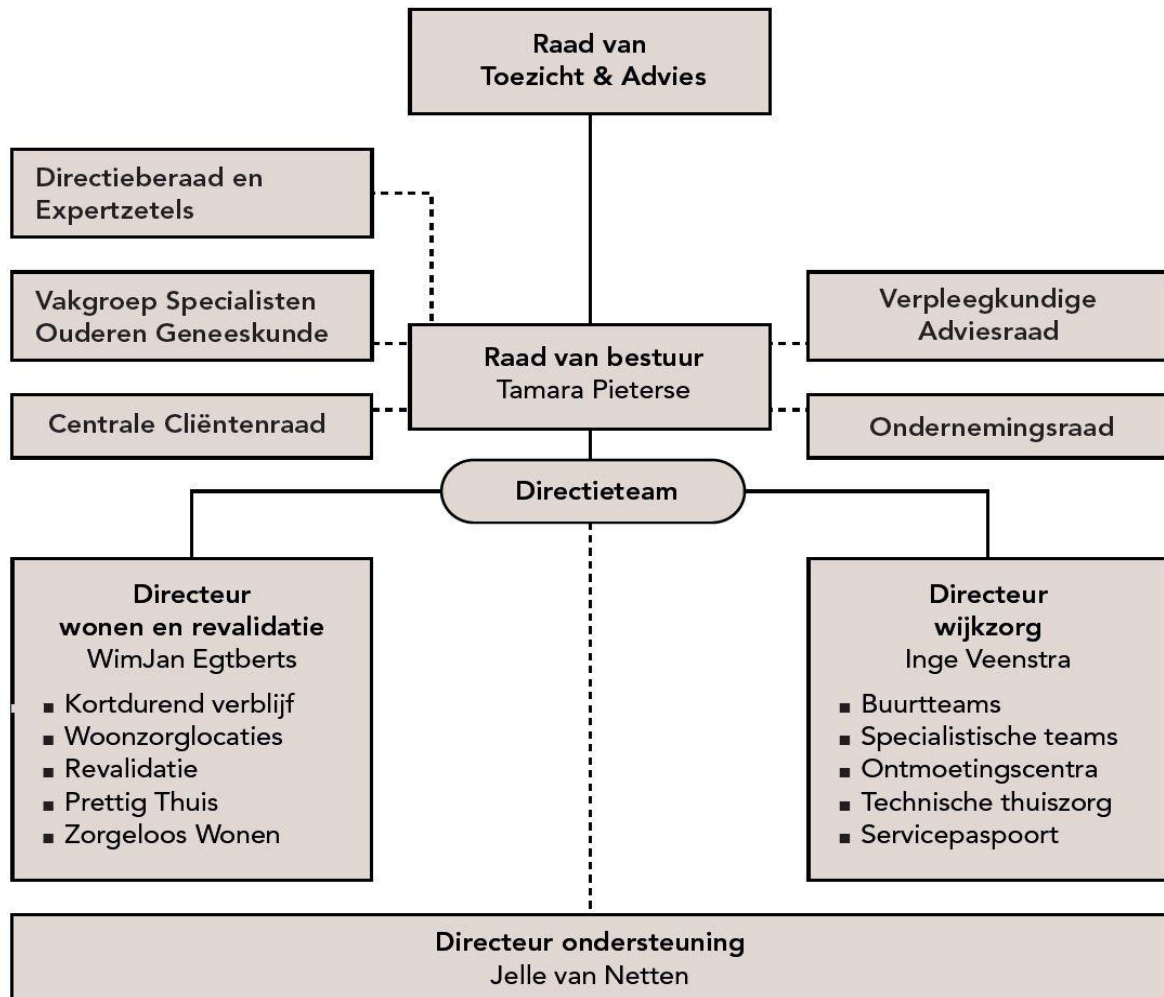 Raad van
Toezicht & Advies
Directieberaad en
Expertzetels
Vakgroep Specialisten
Ouderen Geneeskunde
Verpleegkundige
Adviesraad
Raad van bestuur
Tamara Pieterse
Centrale Cliëntenraad
Ondernemingsraad
Directieteam
Directeur
wonen en revalidatie
WimJan Egtberts
▪ Kortdurend verblijf
▪ Woonzorglocaties
▪ Revalidatie
▪ Prettig Thuis
▪ Zorgeloos Wonen
Directeur
wijkzorg
Inge Veenstra
▪ Buurtteams
▪ Specialistische teams
▪ Ontmoetingscentra
▪ Technische thuiszorg
▪ Servicepaspoort
Directeur ondersteuning
Jelle van Netten